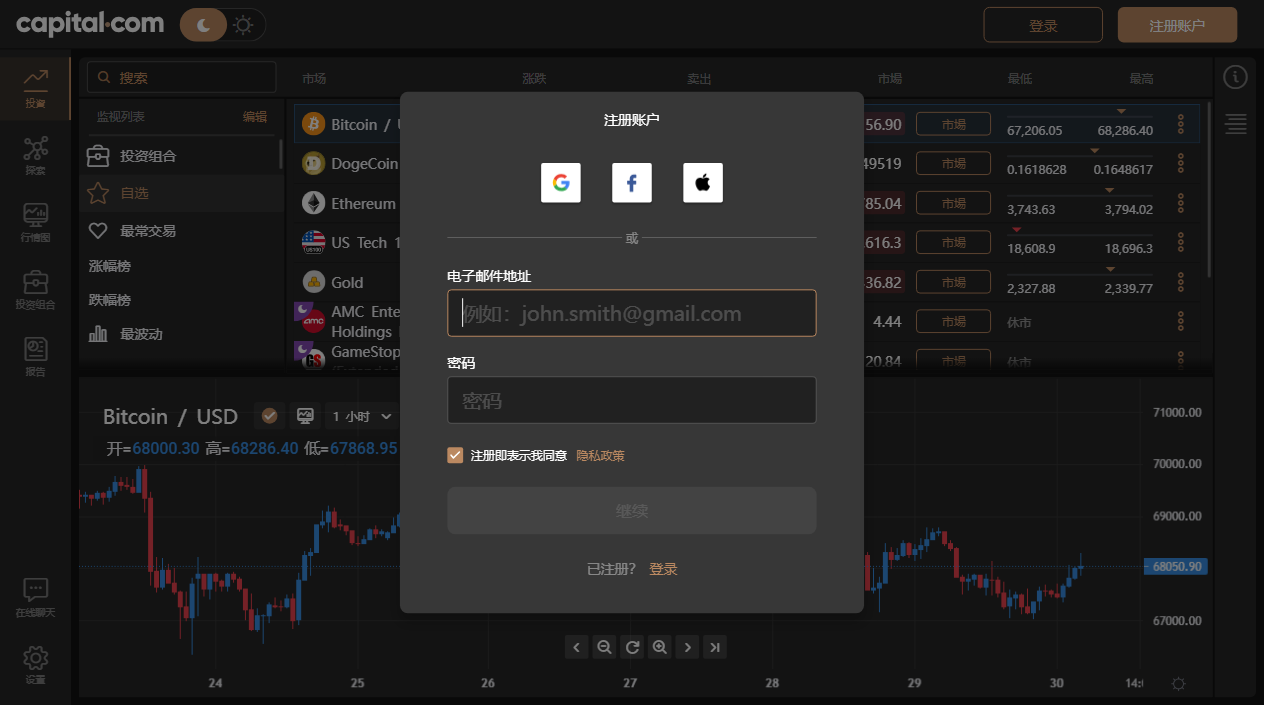 capital.com
登录
注册账户
投資
探索
行情图
投资组合
报告
在线聊天
设置
搜索
监视列表 编辑
投资组合
自选
最常交易
涨幅榜
跌幅榜
最波动
市场 涨跌 卖出 市場 最低 最高
Bitcoin /
56.90 市場 67,206.05 68,286.40
DogeCoin
49519 市場 0.1618628 0.1648617
Ethereum
785.04 市場 3,743.63 3,794.02
US Tech 1
616.3 市場 18,608.9 18,696.3
Gold
36.82 市場 2,327.88 2,339.77
AMC Ente
Holdings
4.44 市場 休市
GameStop
20.84 市場 休市
注册账户
或
电子邮件地址
例如：john.smith@gmail.com
密码
密码
注册即表示我同意 隐私政策
继续
已注册？ 登录
Bitcoin / USD 1 小时
开=68000.30 高=68286.40 低=67868.95
71000.00
70000.00
69000.00
68050.90
67000.00
24 25 26 27 28 29 30 14: